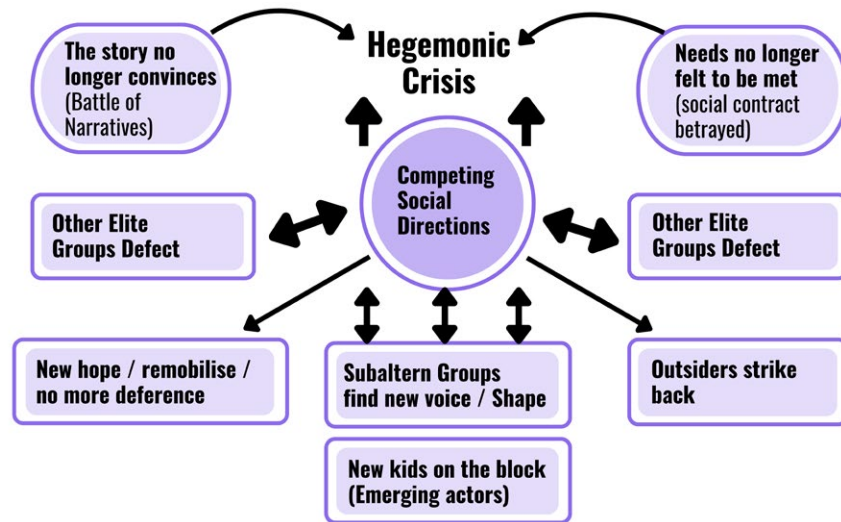 The story no
longer convinces
(Battle of
Narratives)
Hegemonic
Crisis
Needs no longer
felt to be met
(social contract
betrayed)
Competing
Social
Directions
Other Elite
Groups Defect
Other Elite
Groups Defect
New hope / remobilise /
no more deference
Subaltern Groups
find new voice / Shape
Outsiders strike
back
New kids on the block
(Emerging actors)